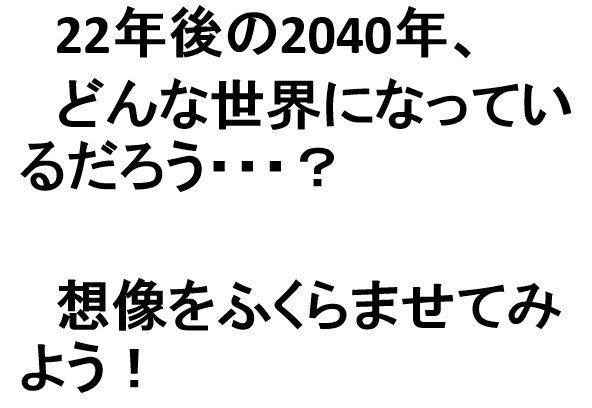 22年後の2040年、
どんな世界になってい
るだろう・・・？
想像をふくらませてみ
よう！